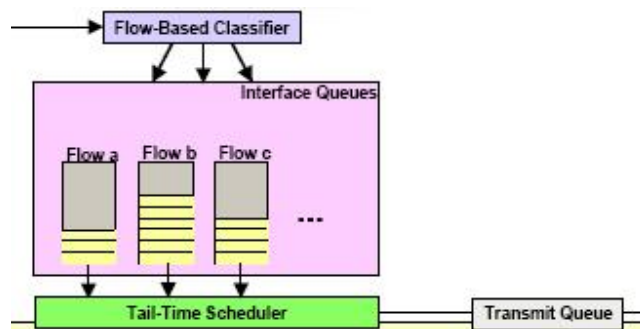 Flow-Based Classifier
Interface Queues
Flow a
Flow b
Flow c
...
Tail-Time Scheduler
Transmit Queue